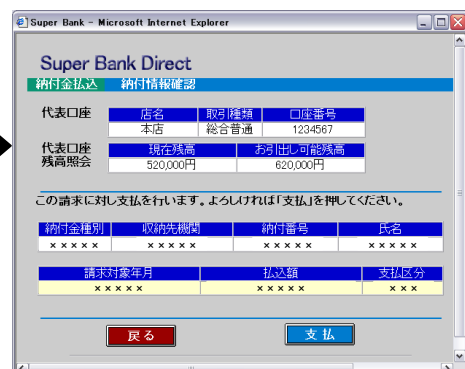 Super Bank - Microsoft Internet Explorer
Super Bank Direct
納付金払込 納付情報確認
代表口座 店名 取引種類 口座番号
本店 総合普通 1234567
代表口座 現在残高 お引出し可能残高
残高照会 520,000円 620,000円
この請求に対し支払を行います。よろしければ「支払」を押してください。
納付金種別 収納先機関 納付番号 氏名
××××× ××××× ××××× ×××××
請求対象年月 払込額 支払区分
××××× ××××× ×××
戻る 支払